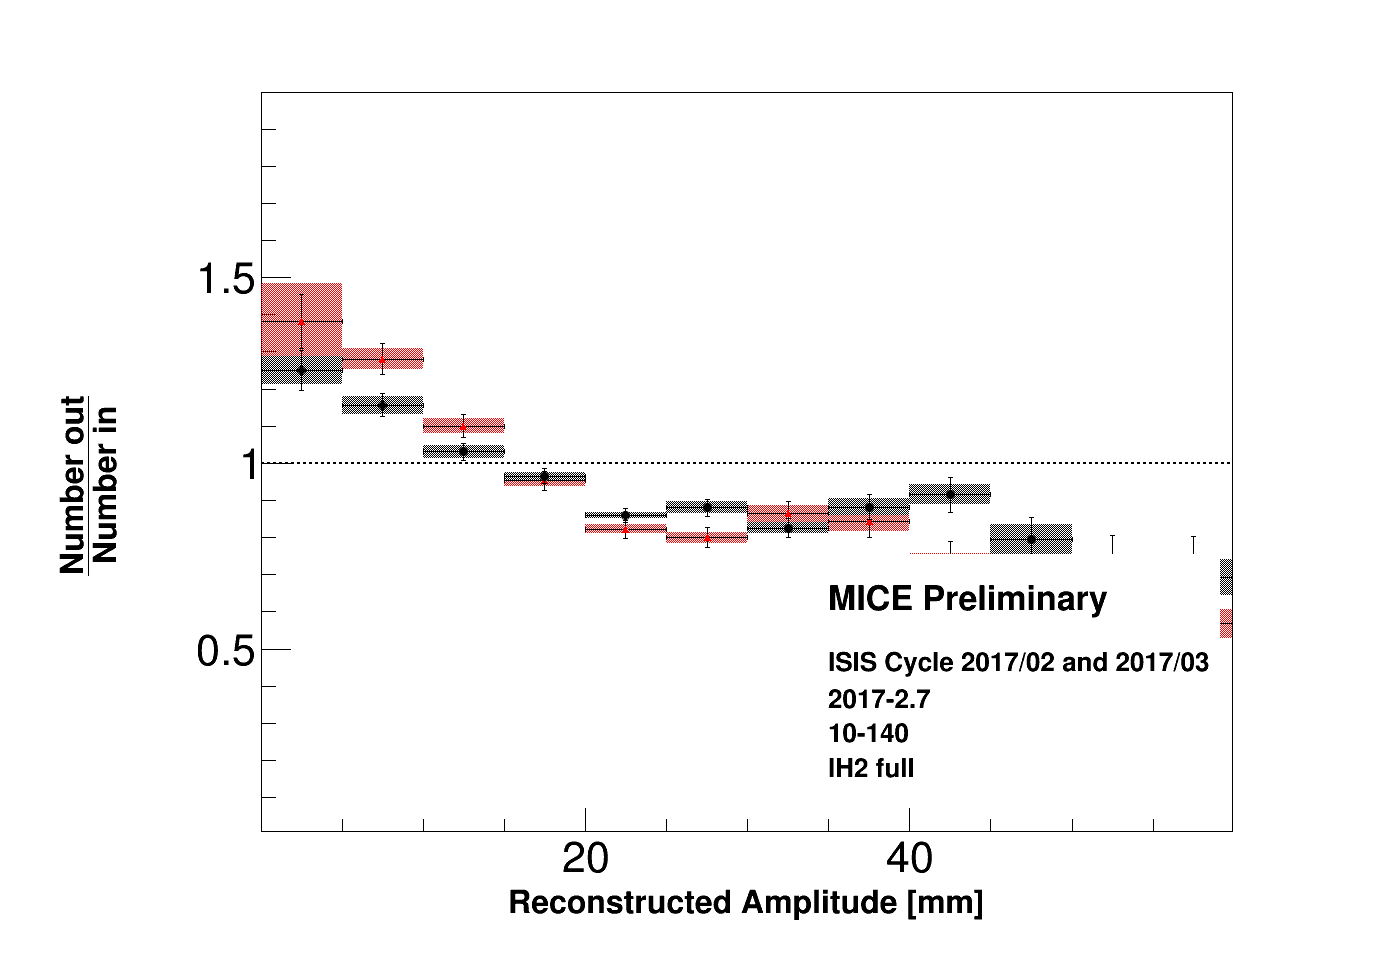 1.5
1
0.5
Number out
Number in
MICE Preliminary
ISIS Cycle 2017/02 and 2017/03
2017-2.7
10-140
IH2 full
20
40
Reconstructed Amplitude [mm]